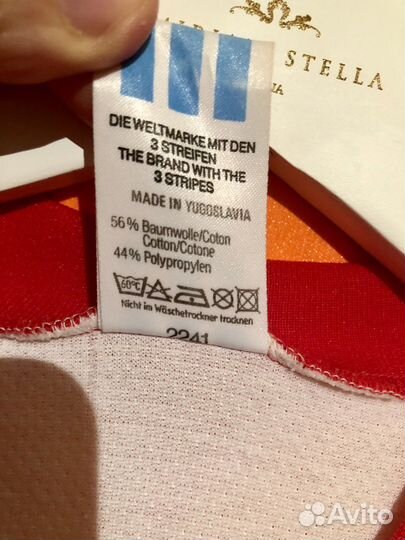 STELLA
DIE WELTMARKE MIT DEN
3 STREIFEN
THE BRAND WITH THE
3 STRIPES
MADE IN YUGOSLAVIA
56% Baumwolle/Coton
Cotton/Cotone
44% Polypropylen
60°C
Nicht im Wäschetrockner trocknen
2241
Avito